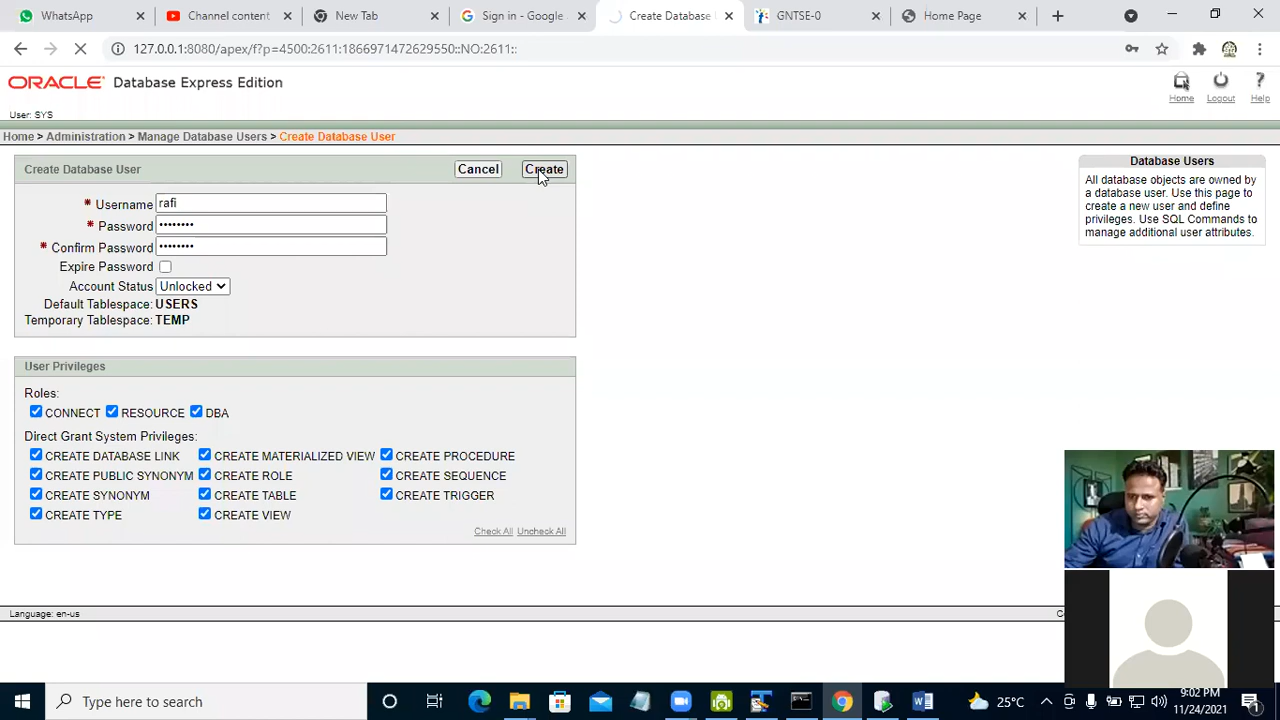 WhatsApp
Channel content
New Tab
Sign in - Google
Create Database
GNTSE-0
Home Page
127.0.0.1:8080/apex/f?p=4500:2611:1866971472629550::NO:2611::
ORACLE Database Express Edition
Home Logout Help
User: SYS
Home > Administration > Manage Database Users > Create Database User
Create Database User
Cancel Create
* Username rafi
* Password ••••••••
* Confirm Password ••••••••
Expire Password
Account Status Unlocked
Default Tablespace: USERS
Temporary Tablespace: TEMP
Database Users
All database objects are owned by
a database user. Use this page to
create a new user and define
privileges. Use SQL Commands to
manage additional user attributes.
User Privileges
Roles:
CONNECT RESOURCE DBA
Direct Grant System Privileges:
CREATE DATABASE LINK CREATE MATERIALIZED VIEW CREATE PROCEDURE
CREATE PUBLIC SYNONYM CREATE ROLE CREATE SEQUENCE
CREATE SYNONYM CREATE TABLE CREATE TRIGGER
CREATE TYPE CREATE VIEW
Check All Uncheck All
Language: en-us
Type here to search
25°C
9:02 PM
11/24/2021